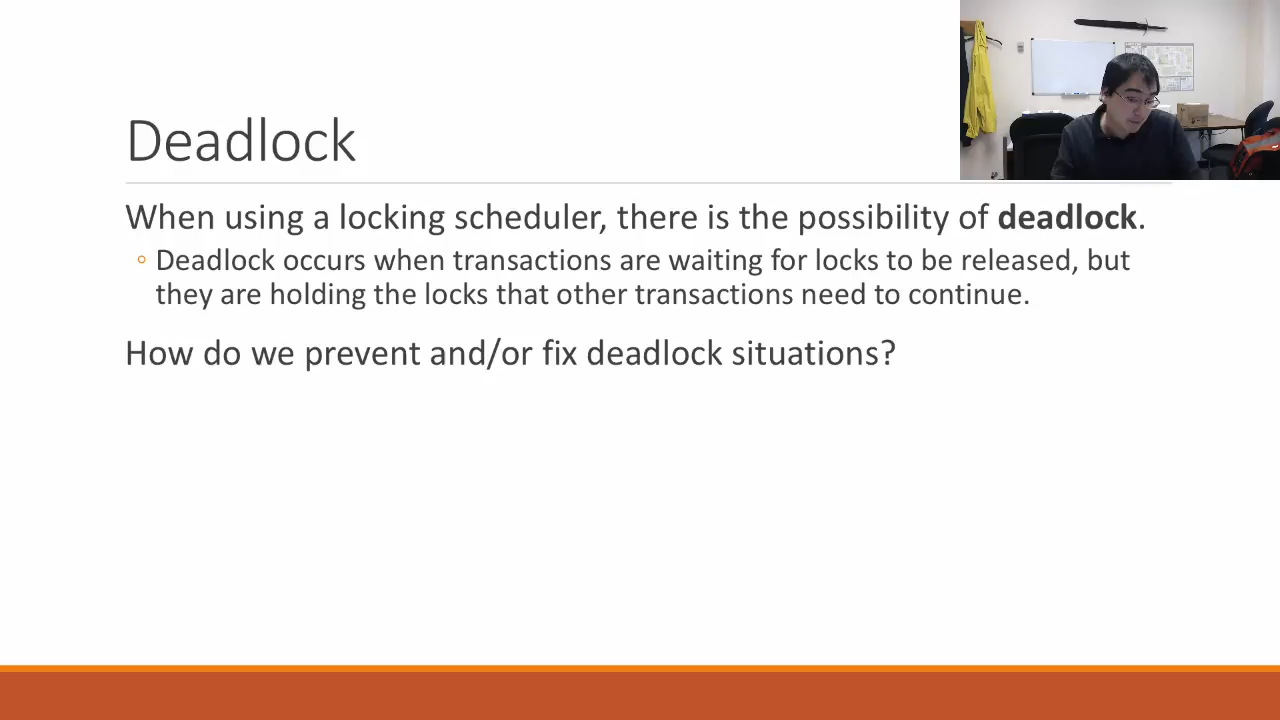 Deadlock
When using a locking scheduler, there is the possibility of deadlock.
◦ Deadlock occurs when transactions are waiting for locks to be released, but
they are holding the locks that other transactions need to continue.
How do we prevent and/or fix deadlock situations?